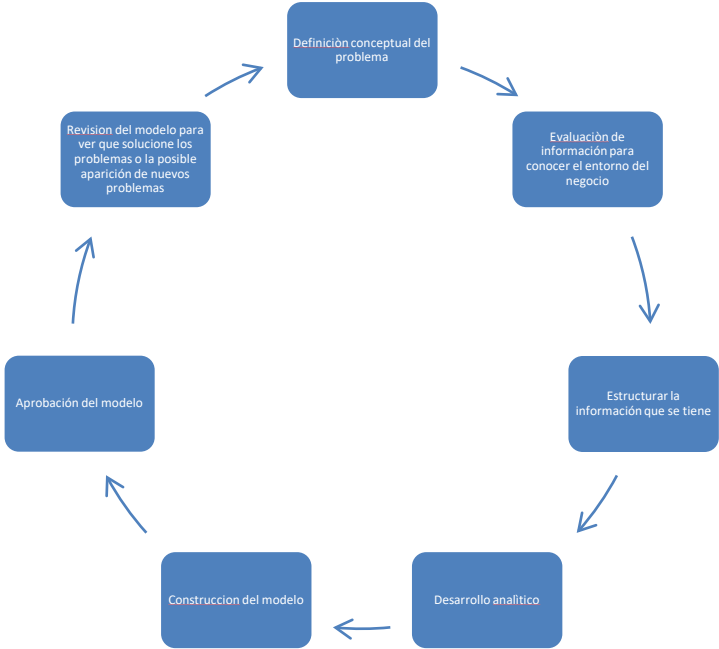 Definiciòn conceptual del
problema
Evaluaciòn de
información para
conocer el entorno del
negocio
Estructurar la
información que se tiene
Desarrollo analìtico
Construccion del modelo
Aprobación del modelo
Revision del modelo para
ver que solucione los
problemas o la posible
aparición de nuevos
problemas